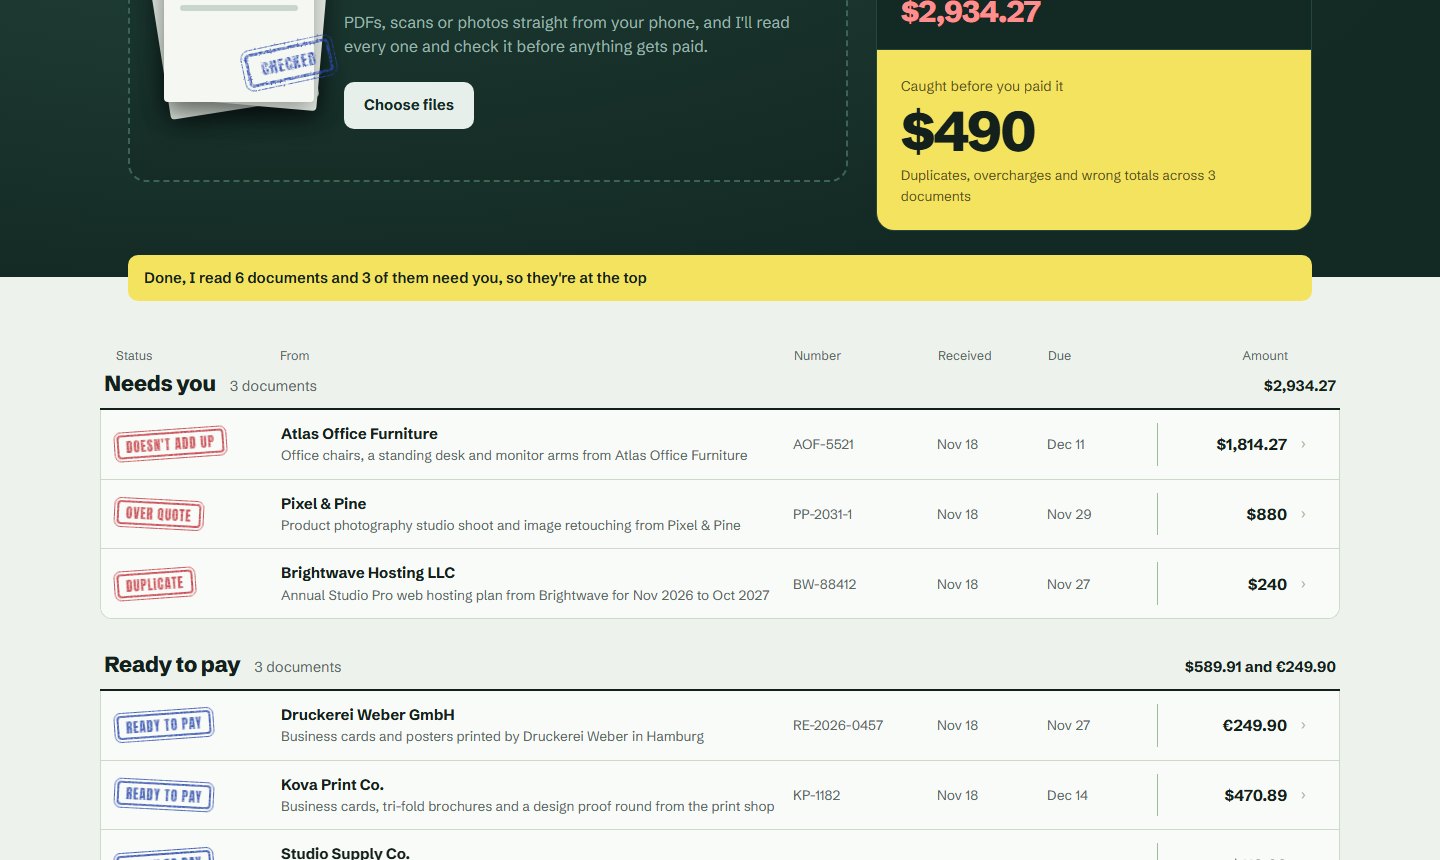 $2,934.27
PDFs, scans or photos straight from your phone, and I'll read
every one and check it before anything gets paid.
CHECKED
Choose files
Caught before you paid it
$490
Duplicates, overcharges and wrong totals across 3
documents
Done, I read 6 documents and 3 of them need you, so they're at the top
Status From Number Received Due Amount
Needs you 3 documents $2,934.27
DOESN'T ADD UP
Atlas Office Furniture
Office chairs, a standing desk and monitor arms from Atlas Office Furniture
AOF-5521 Nov 18 Dec 11 $1,814.27
OVER QUOTE
Pixel & Pine
Product photography studio shoot and image retouching from Pixel & Pine
PP-2031-1 Nov 18 Nov 29 $880
DUPLICATE
Brightwave Hosting LLC
Annual Studio Pro web hosting plan from Brightwave for Nov 2026 to Oct 2027
BW-88412 Nov 18 Nov 27 $240
Ready to pay 3 documents $589.91 and €249.90
READY TO PAY
Druckerei Weber GmbH
Business cards and posters printed by Druckerei Weber in Hamburg
RE-2026-0457 Nov 18 Nov 27 €249.90
READY TO PAY
Kova Print Co.
Business cards, tri-fold brochures and a design proof round from the print shop
KP-1182 Nov 18 Dec 14 $470.89
Studio Supply Co.